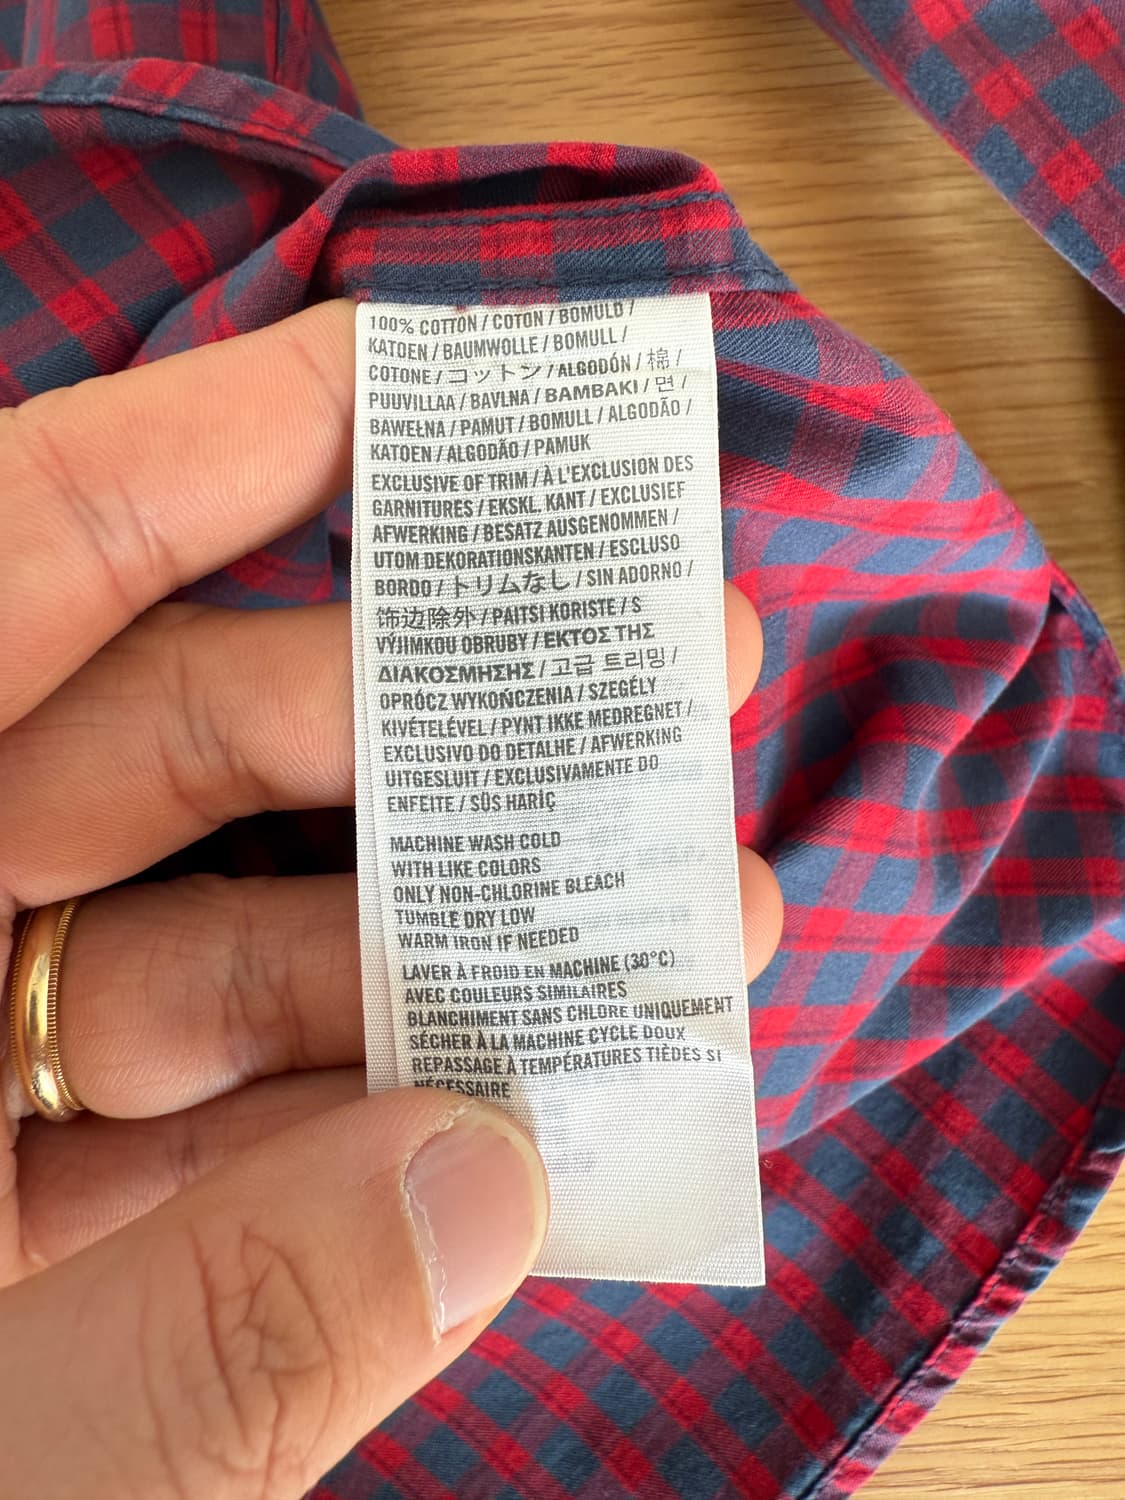 100% COTTON / COTON / BOMULD /
KATOEN / BAUMWOLLE / BOMULL /
COTONE / コットン / ALGODÓN / 棉 /
PUUVILLAA / BAVLNA / BAMBAKI / 면 /
BAWEŁNA / PAMUT / BOMULL / ALGODÃO /
KATOEN / ALGODÃO / PAMUK
EXCLUSIVE OF TRIM / À L'EXCLUSION DES
GARNITURES / EKSKL. KANT / EXCLUSIEF
AFWERKING / BESATZ AUSGENOMMEN /
UTOM DEKORATIONSKANTEN / ESCLUSO
BORDO / トリムなし / SIN ADORNO /
饰边除外 / PAITSI KORISTE / S
VÝJIMKOU OBRUBY / ΕΚΤΟΣ ΤΗΣ
ΔΙΑΚΟΣΜΗΣΗΣ / 고급 트리밍 /
OPRÓCZ WYKOŃCZENIA / SZEGÉLY
KIVÉTELÉVEL / PYNT IKKE MEDREGNET /
EXCLUSIVO DO DETALHE / AFWERKING
UITGESLUIT / EXCLUSIVAMENTE DO
ENFEITE / SÜS HARİÇ
MACHINE WASH COLD
WITH LIKE COLORS
ONLY NON-CHLORINE BLEACH
TUMBLE DRY LOW
WARM IRON IF NEEDED
LAVER À FROID EN MACHINE (30°C)
AVEC COULEURS SIMILAIRES
BLANCHIMENT SANS CHLORE UNIQUEMENT
SÉCHER À LA MACHINE CYCLE DOUX
REPASSAGE À TEMPÉRATURES TIÈDES SI
NÉCESSAIRE